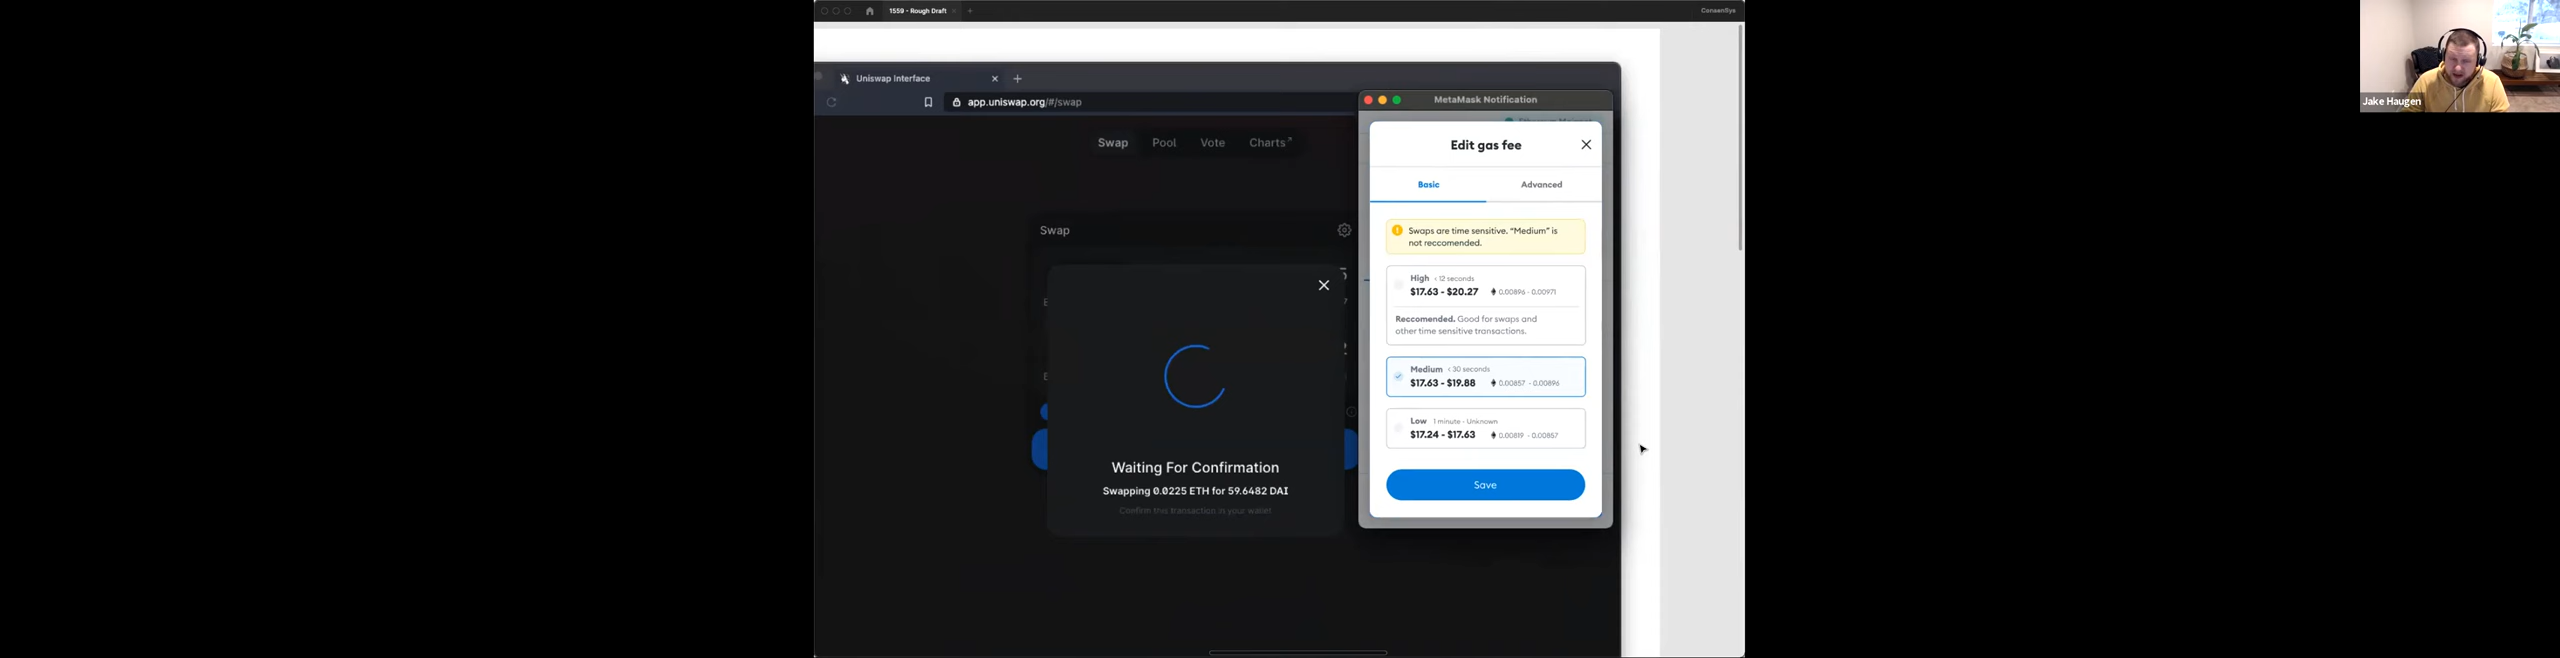 1559 - Rough Draft
ConsenSys
Uniswap Interface
app.uniswap.org/#/swap
MetaMask Notification
Swap Pool Vote Charts
Swap
Waiting For Confirmation
Swapping 0.0225 ETH for 59.6482 DAI
Confirm this transaction in your wallet
Edit gas fee
Basic Advanced
Swaps are time sensitive. “Medium” is
not reccomended.
High < 12 seconds
$17.63 - $20.27 0.00896 - 0.00971
Reccomended. Good for swaps and
other time sensitive transactions.
Medium < 30 seconds
$17.63 - $19.88 0.00857 - 0.00896
Low 1 minute - Unknown
$17.24 - $17.63 0.00819 - 0.00857
Save
Jake Haugen